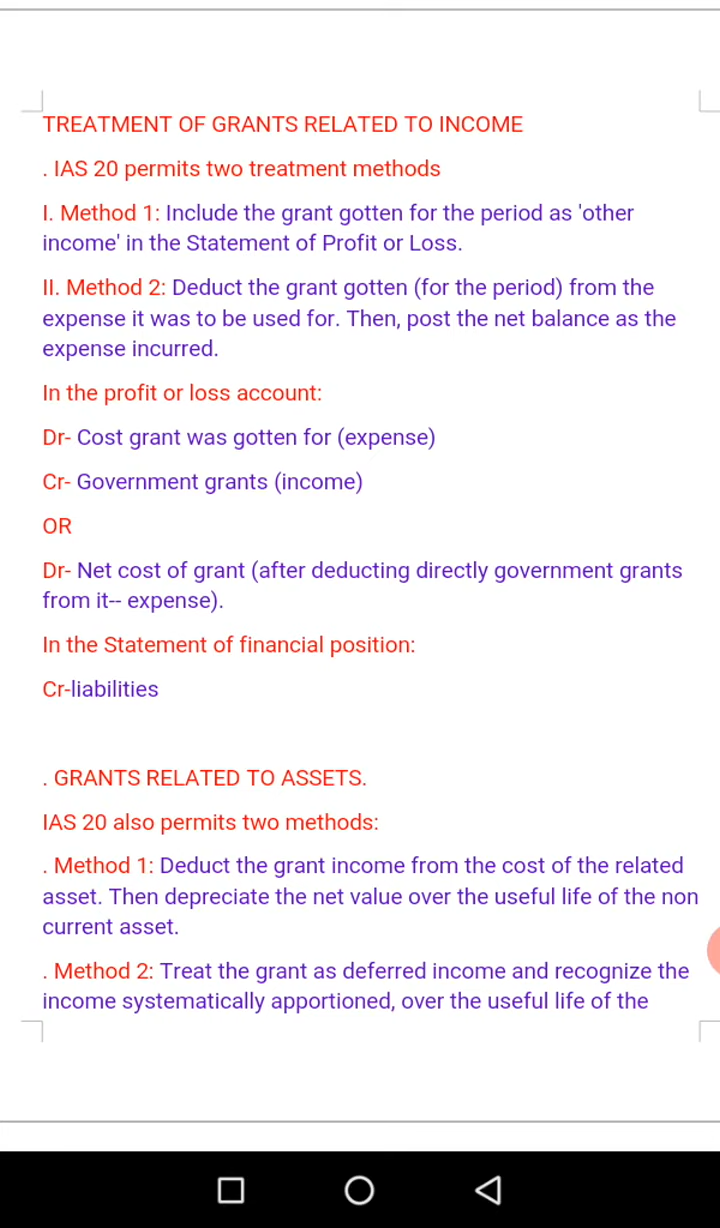 TREATMENT OF GRANTS RELATED TO INCOME
. IAS 20 permits two treatment methods
I. Method 1: Include the grant gotten for the period as 'other
income' in the Statement of Profit or Loss.
II. Method 2: Deduct the grant gotten (for the period) from the
expense it was to be used for. Then, post the net balance as the
expense incurred.
In the profit or loss account:
Dr- Cost grant was gotten for (expense)
Cr- Government grants (income)
OR
Dr- Net cost of grant (after deducting directly government grants
from it-- expense).
In the Statement of financial position:
Cr-liabilities
. GRANTS RELATED TO ASSETS.
IAS 20 also permits two methods:
. Method 1: Deduct the grant income from the cost of the related
asset. Then depreciate the net value over the useful life of the non
current asset.
. Method 2: Treat the grant as deferred income and recognize the
income systematically apportioned, over the useful life of the